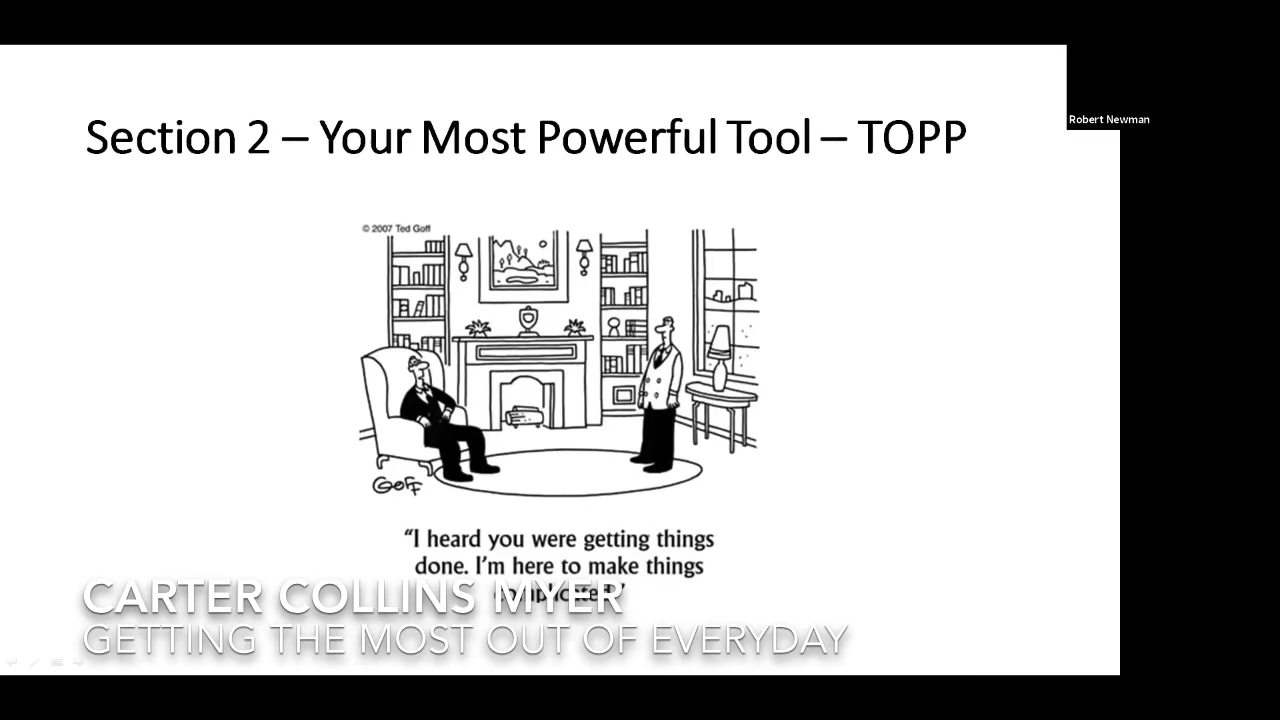 Section 2 – Your Most Powerful Tool – TOPP
Robert Newman
© 2007 Ted Goff
GOFF
“I heard you were getting things
done. I’m here to make things
complicated.”
CARTER COLLINS MYER
GETTING THE MOST OUT OF EVERYDAY